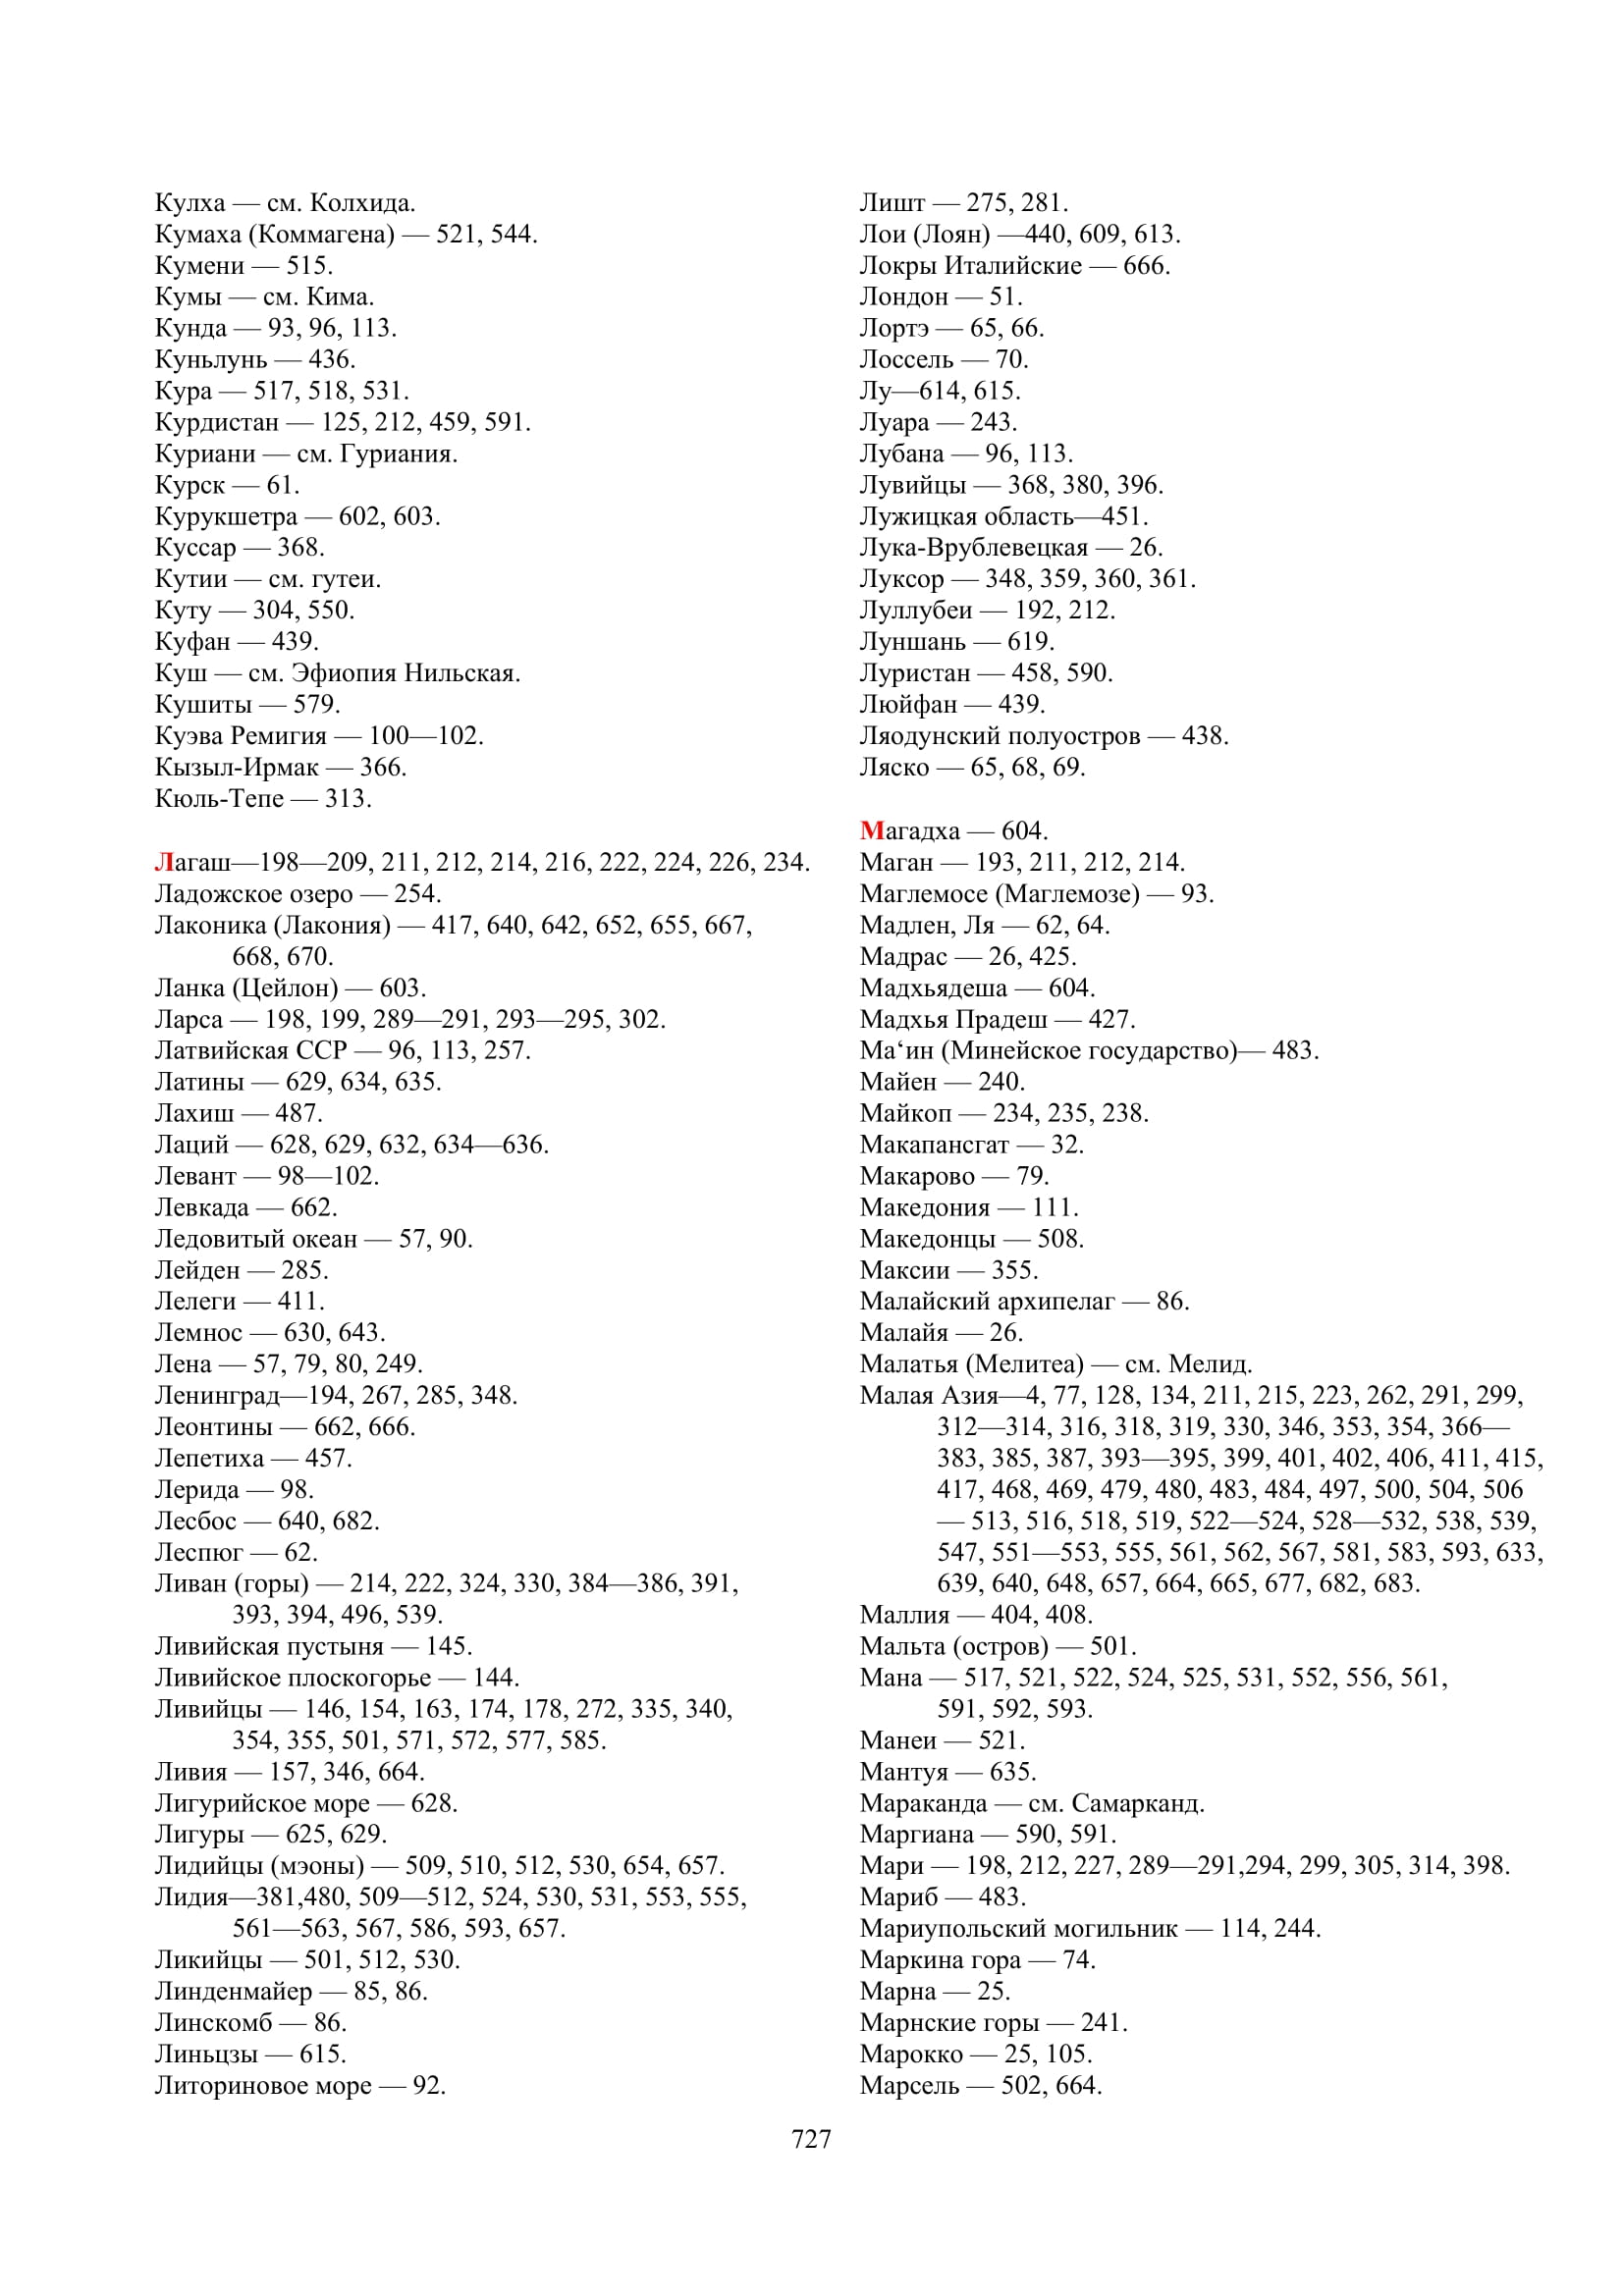 Кулха — см. Колхида.
Кумаха (Коммагена) — 521, 544.
Кумени — 515.
Кумы — см. Кима.
Кунда — 93, 96, 113.
Куньлунь — 436.
Кура — 517, 518, 531.
Курдистан — 125, 212, 459, 591.
Куриани — см. Гуриания.
Курск — 61.
Курукшетра — 602, 603.
Куссар — 368.
Кутии — см. гутеи.
Куту — 304, 550.
Куфан — 439.
Куш — см. Эфиопия Нильская.
Кушиты — 579.
Куэва Ремигия — 100—102.
Кызыл-Ирмак — 366.
Кюль-Тепе — 313.
Лагаш—198—209, 211, 212, 214, 216, 222, 224, 226, 234.
Ладожское озеро — 254.
Лаконика (Лакония) — 417, 640, 642, 652, 655, 667,
668, 670.
Ланка (Цейлон) — 603.
Ларса — 198, 199, 289—291, 293—295, 302.
Латвийская ССР — 96, 113, 257.
Латины — 629, 634, 635.
Лахиш — 487.
Лаций — 628, 629, 632, 634—636.
Левант — 98—102.
Левкада — 662.
Ледовитый океан — 57, 90.
Лейден — 285.
Лелеги — 411.
Лемнос — 630, 643.
Лена — 57, 79, 80, 249.
Ленинград—194, 267, 285, 348.
Леонтины — 662, 666.
Лепетиха — 457.
Лерида — 98.
Лесбос — 640, 682.
Леспюг — 62.
Ливан (горы) — 214, 222, 324, 330, 384—386, 391,
393, 394, 496, 539.
Ливийская пустыня — 145.
Ливийское плоскогорье — 144.
Ливийцы — 146, 154, 163, 174, 178, 272, 335, 340,
354, 355, 501, 571, 572, 577, 585.
Ливия — 157, 346, 664.
Лигурийское море — 628.
Лигуры — 625, 629.
Лидийцы (мэоны) — 509, 510, 512, 530, 654, 657.
Лидия—381,480, 509—512, 524, 530, 531, 553, 555,
561—563, 567, 586, 593, 657.
Ликийцы — 501, 512, 530.
Линденмайер — 85, 86.
Линскомб — 86.
Линьцзы — 615.
Литориновое море — 92.
Лишт — 275, 281.
Лои (Лоян) —440, 609, 613.
Локры Италийские — 666.
Лондон — 51.
Лортэ — 65, 66.
Лоссель — 70.
Лу—614, 615.
Луара — 243.
Лубана — 96, 113.
Лувийцы — 368, 380, 396.
Лужицкая область—451.
Лука-Врублевецкая — 26.
Луксор — 348, 359, 360, 361.
Луллубеи — 192, 212.
Луншань — 619.
Луристан — 458, 590.
Люйфан — 439.
Ляодунский полуостров — 438.
Ляско — 65, 68, 69.
Магадха — 604.
Маган — 193, 211, 212, 214.
Маглемосе (Маглемозе) — 93.
Мадлен, Ля — 62, 64.
Мадрас — 26, 425.
Мадхьядеша — 604.
Мадхья Прадеш — 427.
Ма‘ин (Минейское государство)— 483.
Майен — 240.
Майкоп — 234, 235, 238.
Макапансгат — 32.
Макарово — 79.
Македония — 111.
Македонцы — 508.
Максии — 355.
Малайский архипелаг — 86.
Малайя — 26.
Малатья (Мелитеа) — см. Мелид.
Малая Азия—4, 77, 128, 134, 211, 215, 223, 262, 291, 299,
312—314, 316, 318, 319, 330, 346, 353, 354, 366—
383, 385, 387, 393—395, 399, 401, 402, 406, 411, 415,
417, 468, 469, 479, 480, 483, 484, 497, 500, 504, 506
— 513, 516, 518, 519, 522—524, 528—532, 538, 539,
547, 551—553, 555, 561, 562, 567, 581, 583, 593, 633,
639, 640, 648, 657, 664, 665, 677, 682, 683.
Маллия — 404, 408.
Мальта (остров) — 501.
Мана — 517, 521, 522, 524, 525, 531, 552, 556, 561,
591, 592, 593.
Манеи — 521.
Мантуя — 635.
Мараканда — см. Самарканд.
Маргиана — 590, 591.
Мари — 198, 212, 227, 289—291,294, 299, 305, 314, 398.
Мариб — 483.
Мариупольский могильник — 114, 244.
Маркина гора — 74.
Марна — 25.
Марнские горы — 241.
Марокко — 25, 105.
Марсель — 502, 664.
727